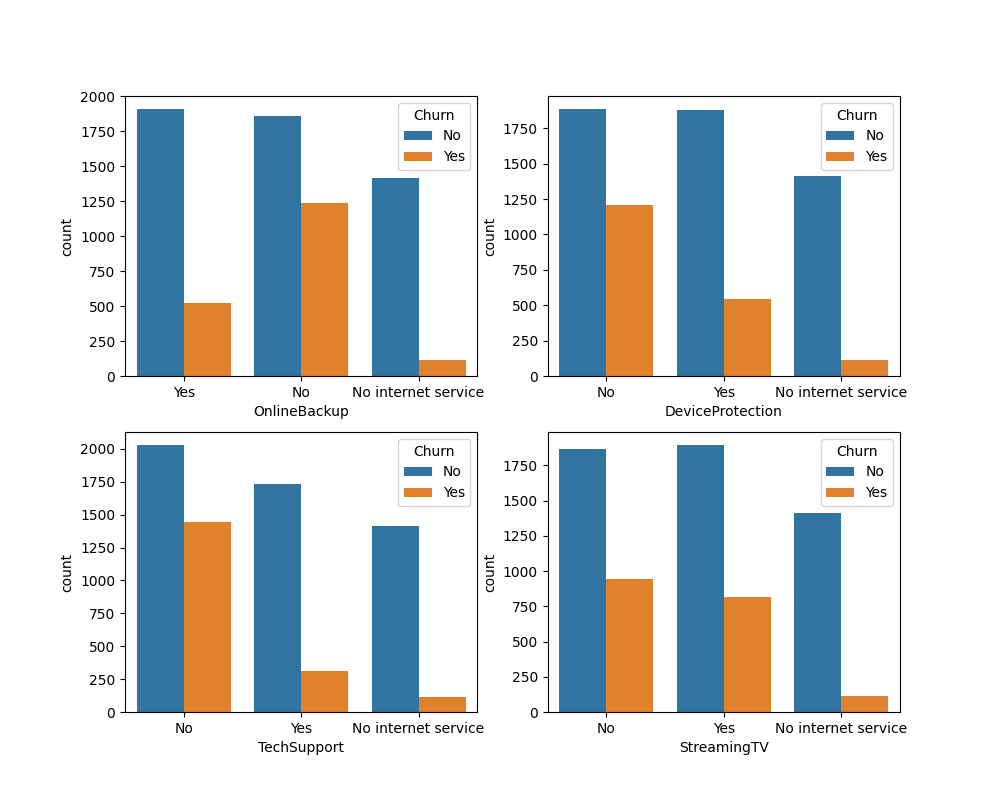 2000
1750
1500
1250
1000
750
500
250
0
count
Churn
No
Yes
Yes No No internet service
OnlineBackup
1750
1500
1250
1000
750
500
250
0
count
Churn
No
Yes
No Yes No internet service
DeviceProtection
2000
1750
1500
1250
1000
750
500
250
0
count
Churn
No
Yes
No Yes No internet service
TechSupport
1750
1500
1250
1000
750
500
250
0
count
Churn
No
Yes
No Yes No internet service
StreamingTV